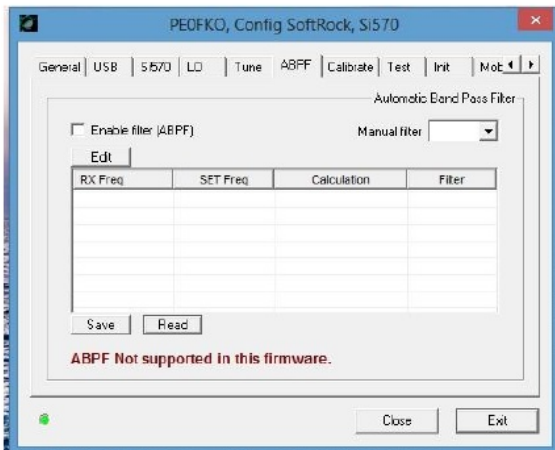 PE0FKO, Config SoftRock, Si570
General USB Si570 LO Tune ABPF Calibrate Test Init Mob
Automatic Band Pass Filter
Enable filter (ABPF) Manual filter
Edit
RX Freq SET Freq Calculation Filter
Save Read
ABPF Not supported in this firmware.
Close Exit